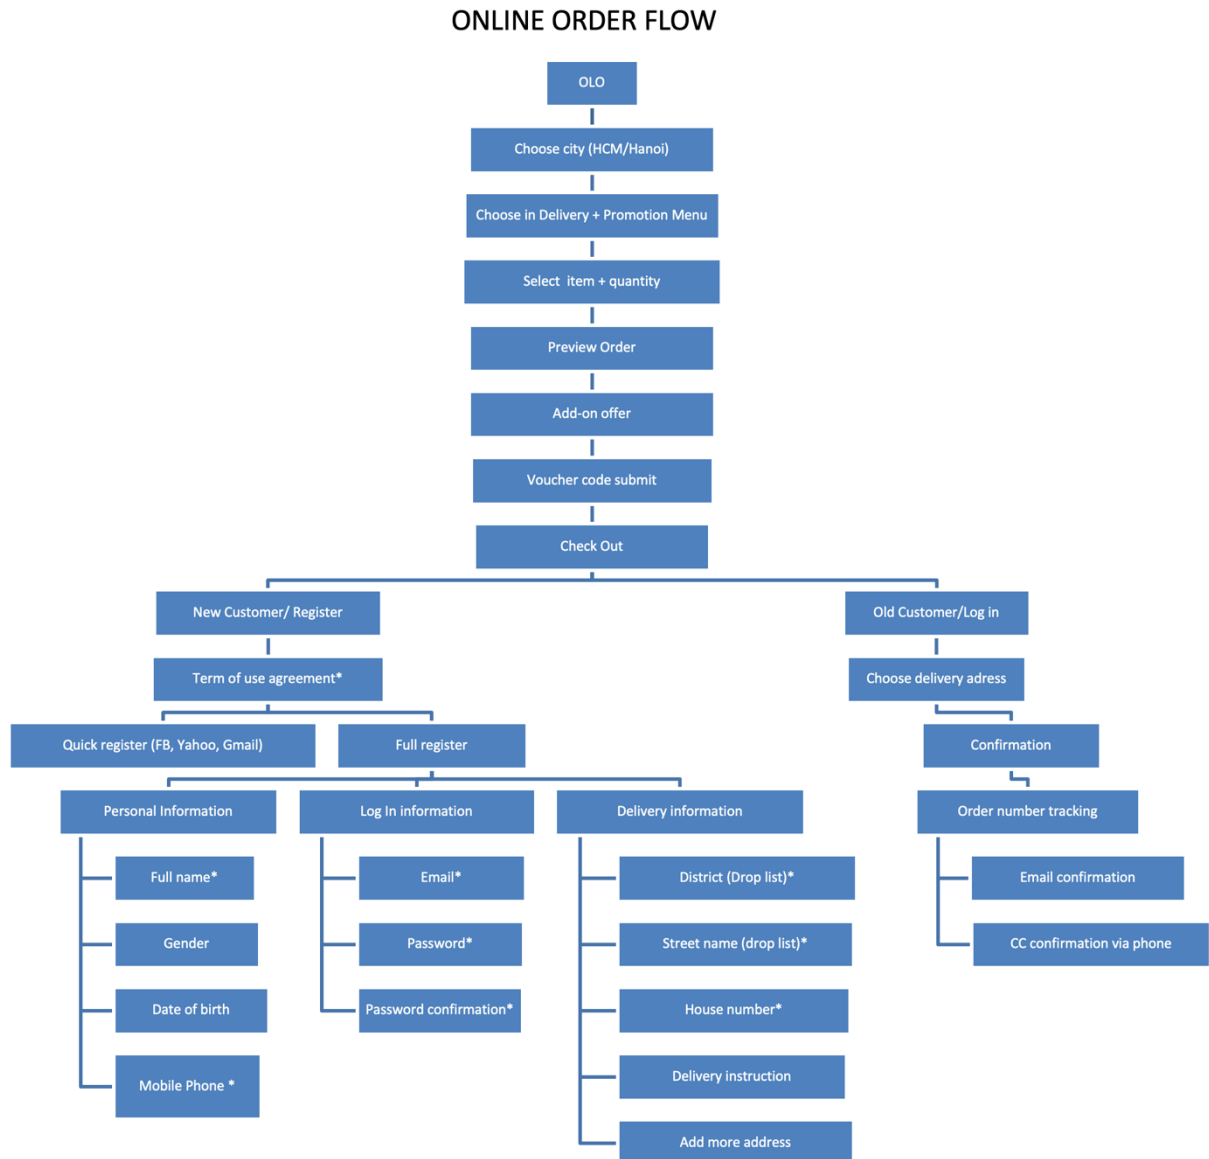 ONLINE ORDER FLOW
OLO
Choose city (HCM/Hanoi)
Choose in Delivery + Promotion Menu
Select item + quantity
Preview Order
Add-on offer
Voucher code submit
Check Out
New Customer/ Register
Old Customer/Log in
Term of use agreement*
Choose delivery adress
Quick register (FB, Yahoo, Gmail)
Full register
Confirmation
Personal Information
Log In information
Delivery information
Order number tracking
Full name*
Email*
District (Drop list)*
Email confirmation
Gender
Password*
Street name (drop list)*
CC confirmation via phone
Date of birth
Password confirmation*
House number*
Mobile Phone *
Delivery instruction
Add more address